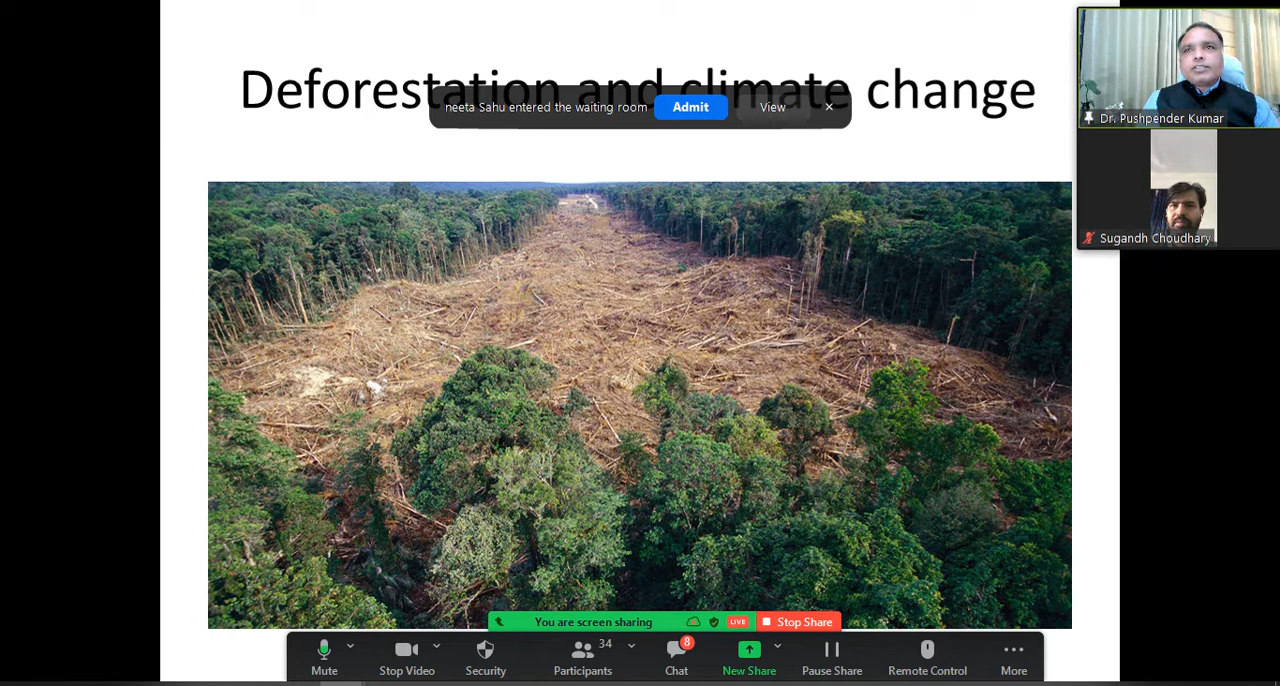 Deforestation and climate change
neeta Sahu entered the waiting room Admit View
Dr. Pushpender Kumar
Sugandh Choudhary
You are screen sharing LIVE Stop Share
34
8
Mute Stop Video Security Participants Chat New Share Pause Share Remote Control More